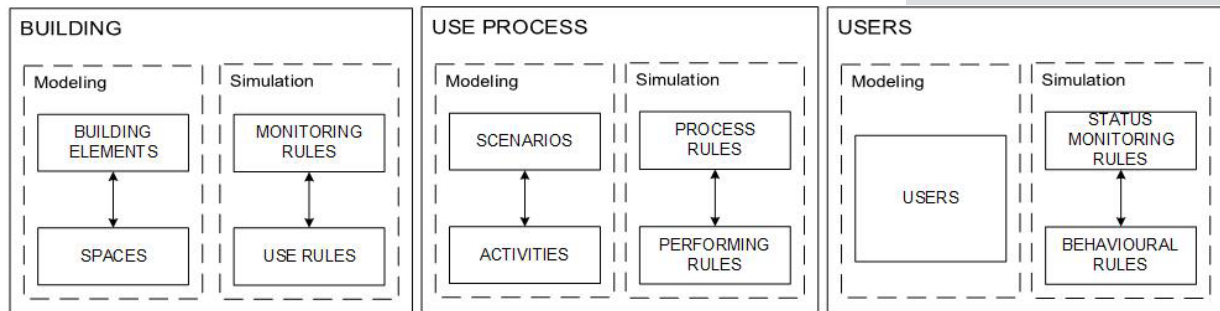 BUILDING
Modeling
BUILDING
ELEMENTS
SPACES
Simulation
MONITORING
RULES
USE RULES
USE PROCESS
Modeling
SCENARIOS
ACTIVITIES
Simulation
PROCESS
RULES
PERFORMING
RULES
USERS
Modeling
USERS
Simulation
STATUS
MONITORING
RULES
BEHAVIOURAL
RULES